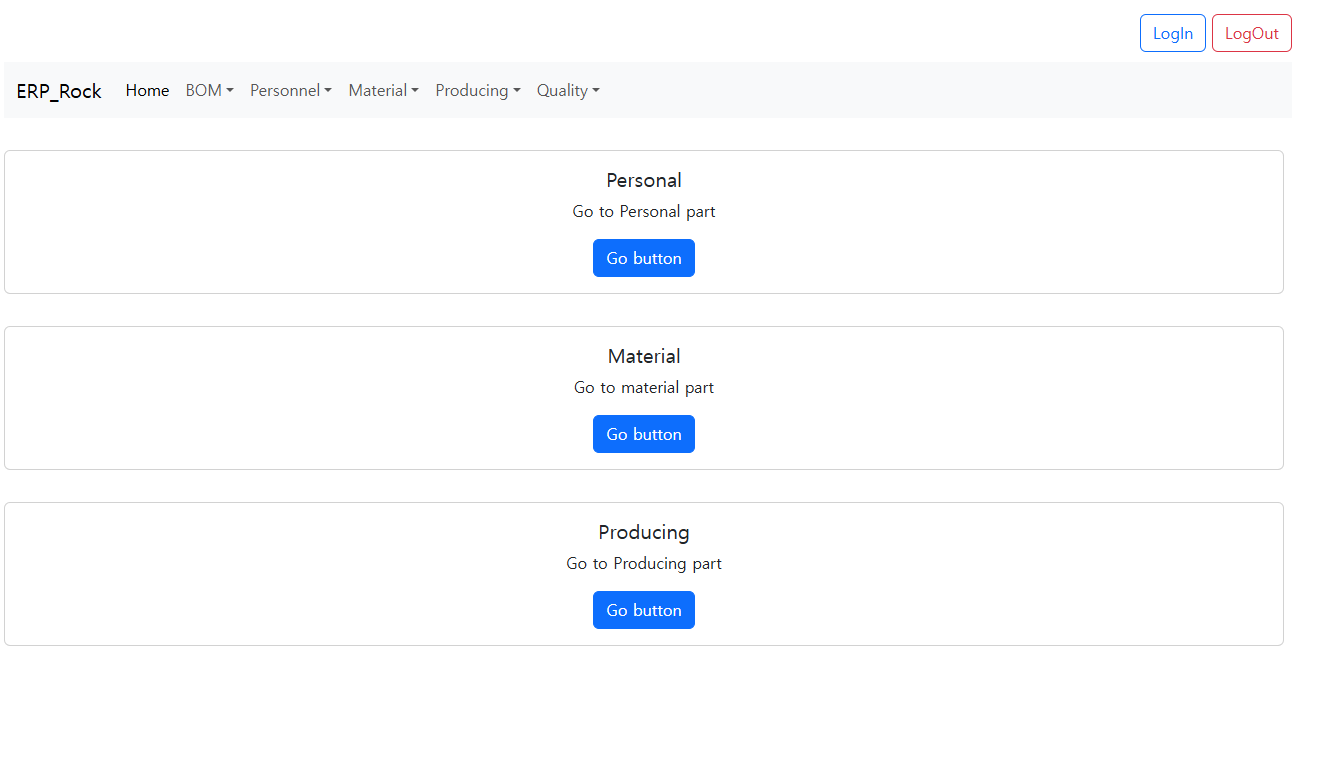 LogIn LogOut
ERP_Rock Home BOM Personnel Material Producing Quality
Personal
Go to Personal part
Go button
Material
Go to material part
Go button
Producing
Go to Producing part
Go button